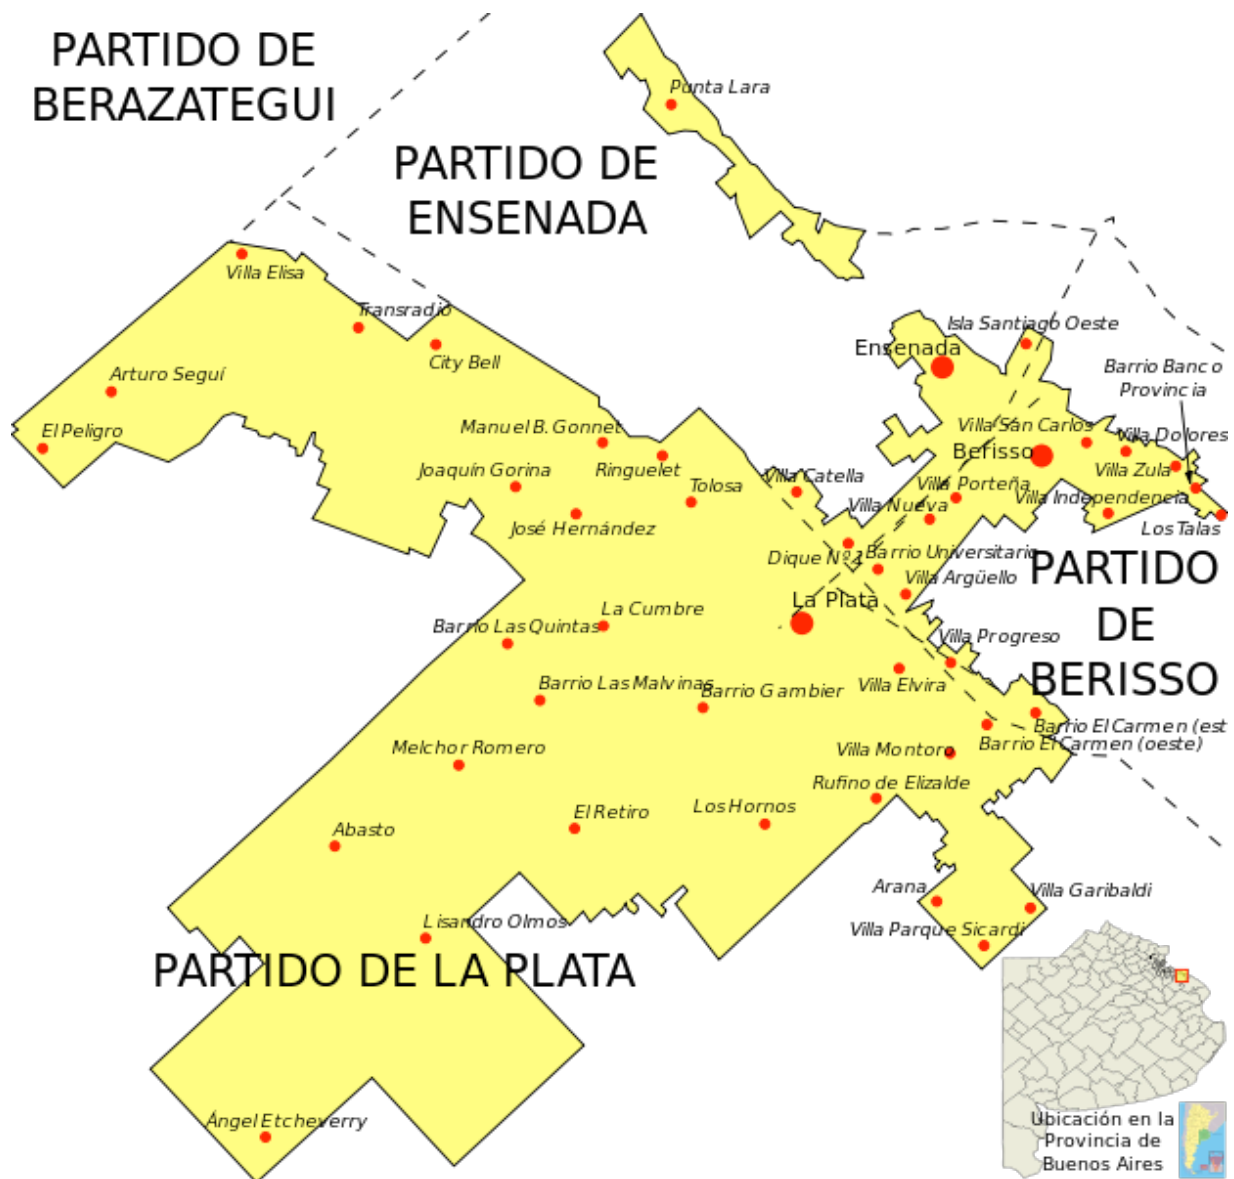 PARTIDO DE
BERAZATEGUI
Punta Lara
PARTIDO DE
ENSENADA
Villa Elisa
Transradio
Isla Santiago Oeste
Ensenada
City Bell
Barrio Banco
Provincia
Arturo Seguí
El Peligro
Manuel B. Gonnet
Villa San Carlos
Villa Dolores
Berisso
Joaquín Gorina
Ringuelet
Villa Catella
Villa Zula
Tolosa
Villa Porteña
Villa Independencia
Villa Nueva
José Hernández
Los Talas
Dique Nº 1
Barrio Universitario
Villa Argüello
PARTIDO
DE
BERISSO
La Plata
La Cumbre
Barrio Las Quintas
Villa Progreso
Barrio Las Malvinas
Barrio Gambier
Villa Elvira
Barrio El Carmen (est
Barrio El Carmen (oeste)
Melchor Romero
Villa Montoro
Rufino de Elizalde
El Retiro
Los Hornos
Abasto
Arana
Villa Garibaldi
Lisandro Olmos
Villa Parque Sicardi
PARTIDO DE LA PLATA
Ángel Etcheverry
Ubicación en la
Provincia de
Buenos Aires